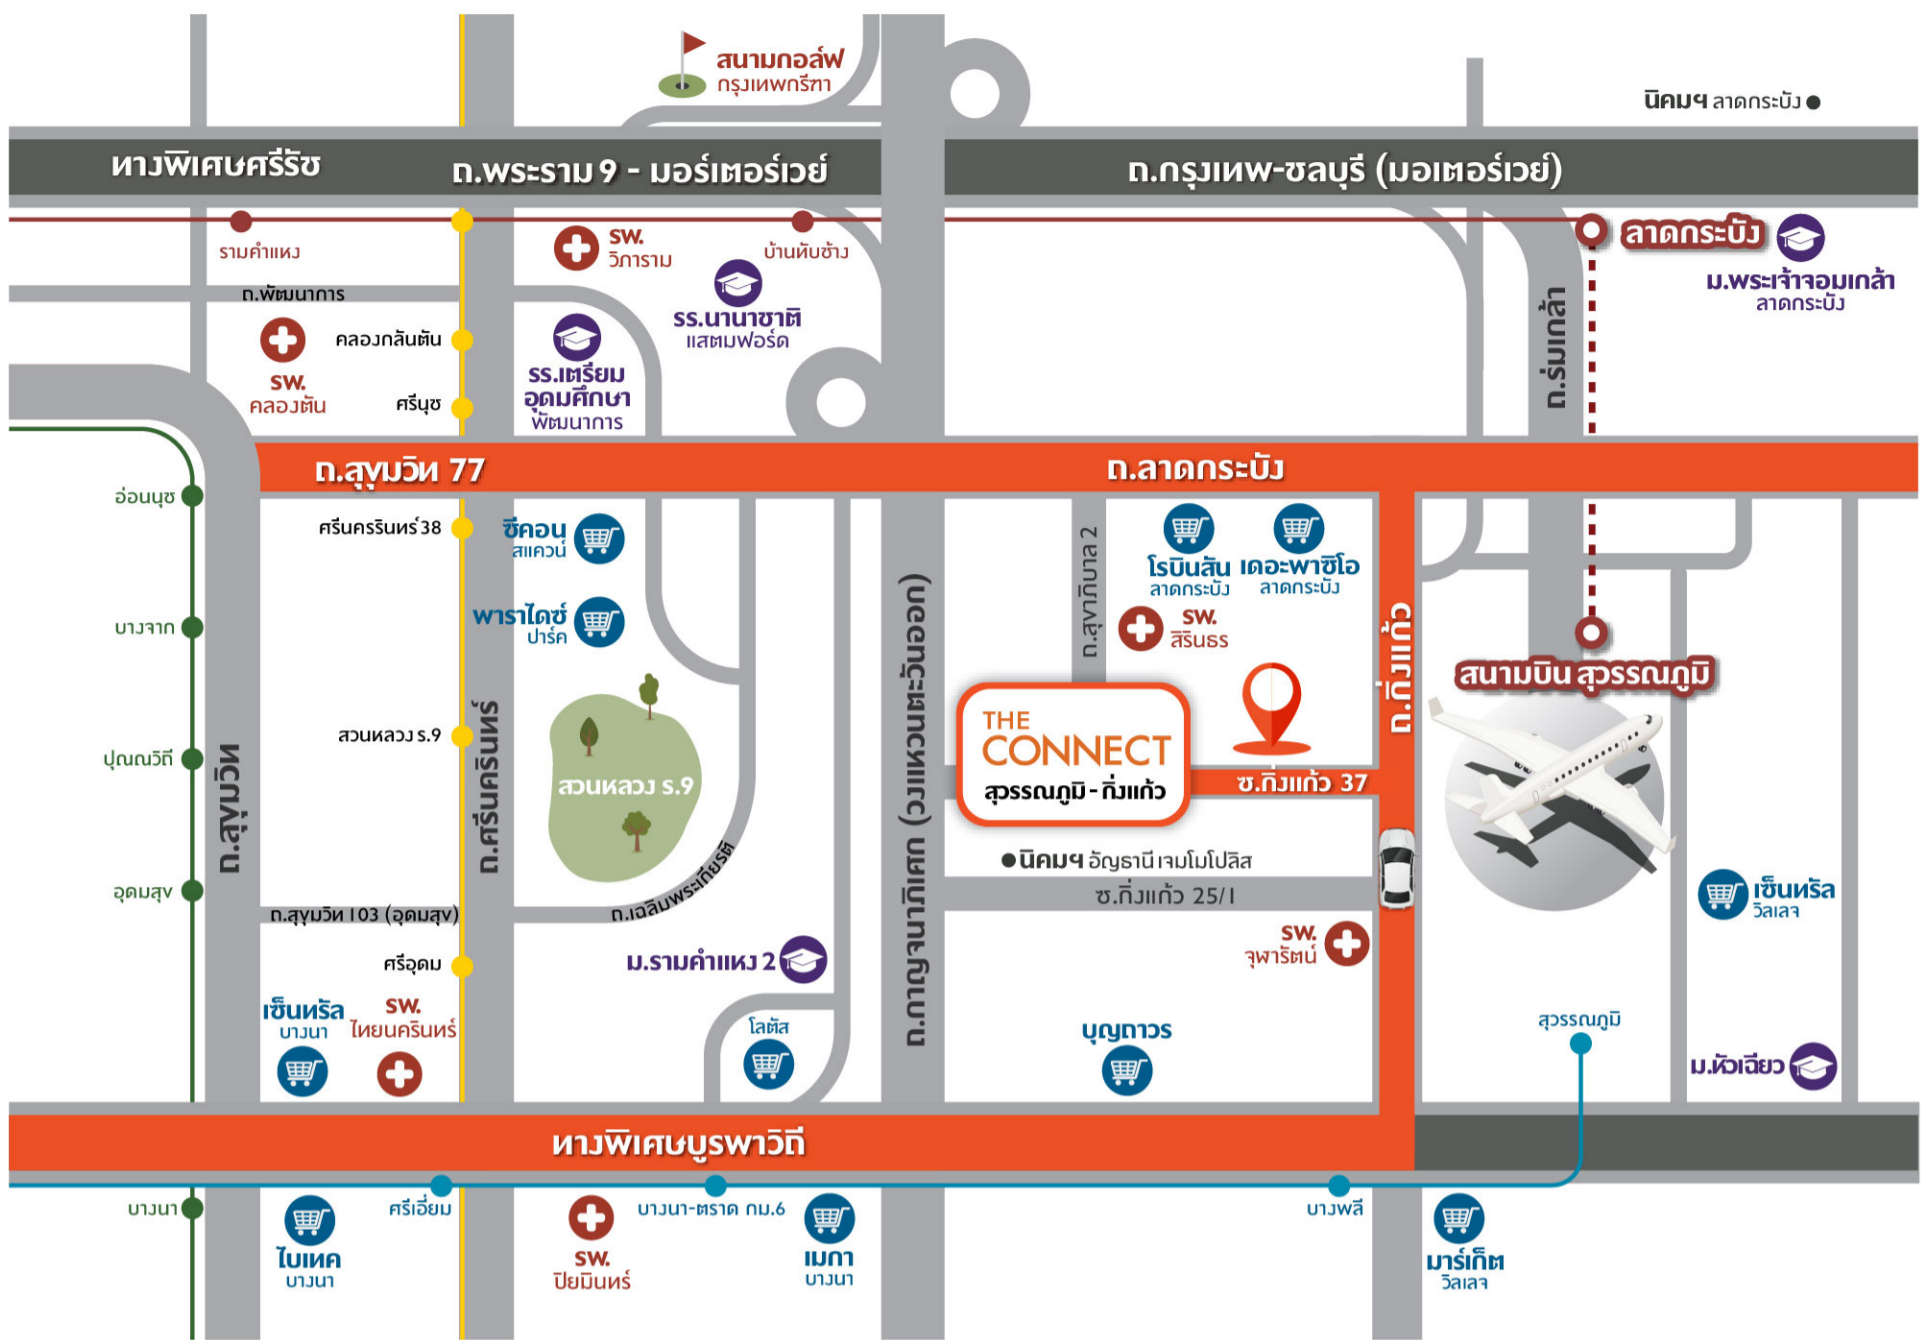 สนามกอล์ฟ
กรุงเทพกรีฑา
นิคมฯ ลาดกระบัง
ทางพิเศษศรีรัช
ถ.พระราม 9 - มอร์เตอร์เวย์
ถ.กรุงเทพ-ชลบุรี (มอเตอร์เวย์)
รามคำแหง
รพ.
วิภาราม
บ้านทับช้าง
ลาดกระบัง
ม.พระเจ้าจอมเกล้า
ลาดกระบัง
ถ.พัฒนาการ
คลองกลันตัน
รร.นานาชาติ
แสตมฟอร์ด
ถ.ร่มเกล้า
รพ.
คลองตัน
ศรีนุช
รร.เตรียม
อุดมศึกษา
พัฒนาการ
ถ.สุขุมวิท 77
ถ.ลาดกระบัง
อ่อนนุช
ศรีนครรินทร์ 38
ซีคอน
สแควน์
ถ.สุขาภิบาล 2
โรบินสัน
ลาดกระบัง
เดอะพาซิโอ
ลาดกระบัง
บางจาก
พาราไดซ์
ปาร์ค
รพ.
สิรินธร
ถ.กิ่งแก้ว
สนามบิน สุวรรณภูมิ
ปุณณวิถี
ถ.สุขุมวิท
สวนหลวง ร.9
ถ.ศรีนครินทร์
สวนหลวง ร.9
ถ.กาญจนาภิเษก (วงแหวนตะวันออก)
THE
CONNECT
สุวรรณภูมิ - กิ่งแก้ว
ซ.กิ่งแก้ว 37
นิคมฯ อัญธานี เจมโมโปลิส
ซ.กิ่งแก้ว 25/1
อุดมสุข
ถ.สุขุมวิท 103 (อุดมสุข)
ถ.เฉลิมพระเกียรติ
เซ็นทรัล
วิลเลจ
ศรีอุดม
ม.รามคำแหง 2
รพ.
จุฬารัตน์
เซ็นทรัล
บางนา
รพ.
ไทยนครินทร์
โลตัส
บุญถาวร
สุวรรณภูมิ
ม.หัวเฉียว
ทางพิเศษบูรพาวิถี
บางนา
ศรีเอี่ยม
บางนา-ตราด กม.6
บางพลี
ไบเทค
บางนา
รพ.
ปิยมินทร์
เมกา
บางนา
มาร์เก็ต
วิลเลจ